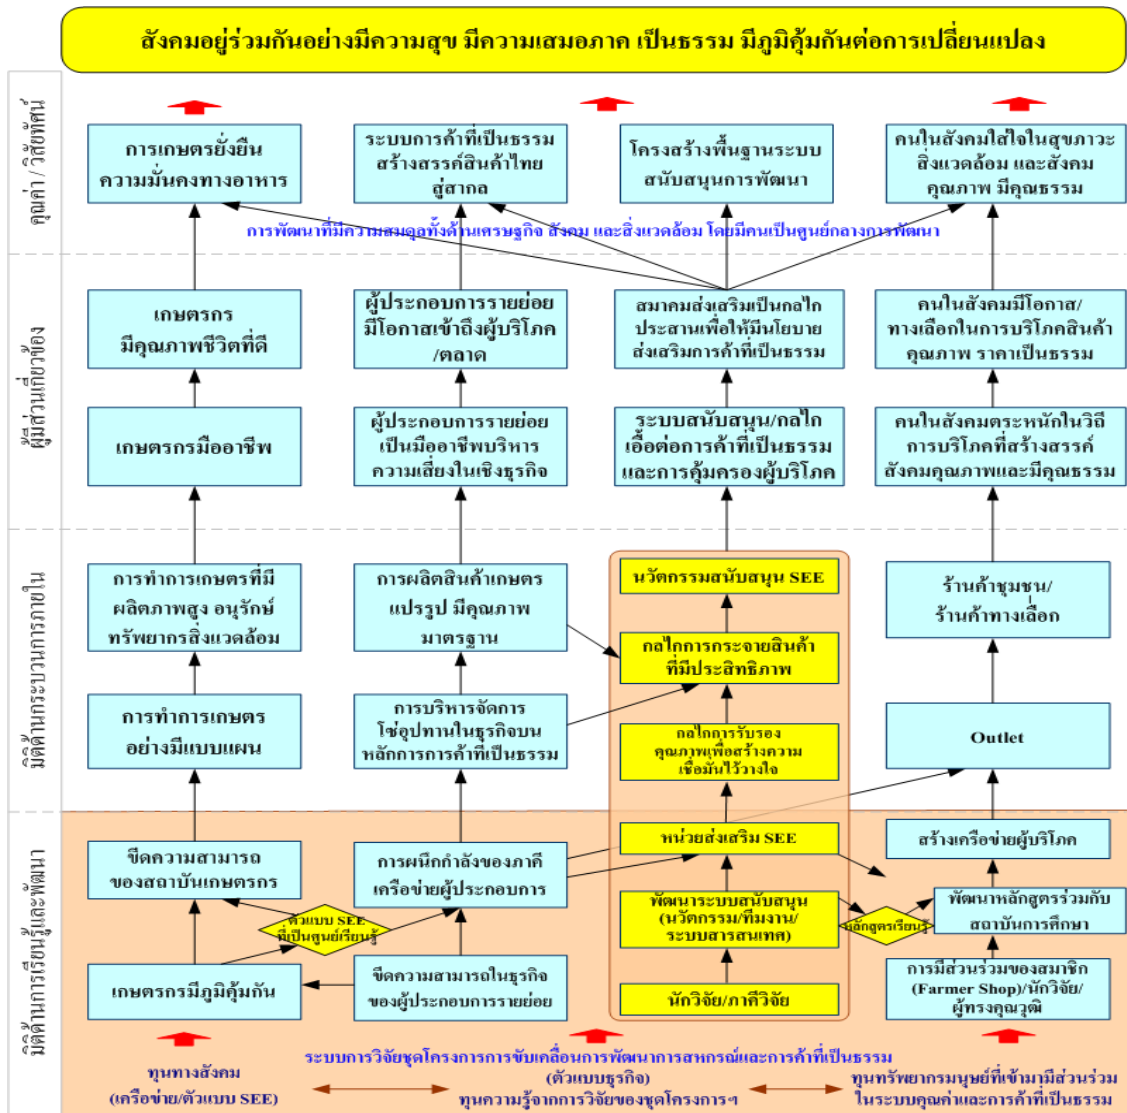 สังคมอยู่ร่วมกันอย่างมีความสุข มีความเสมอภาค เป็นธรรม มีภูมิคุ้มกันต่อการเปลี่ยนแปลง
คุณค่า / วิสัยทัศน์
การเกษตรยั่งยืน
ความมั่นคงทางอาหาร
ระบบการค้าที่เป็นธรรม
สร้างสรรค์สินค้าไทย
สู่สากล
โครงสร้างพื้นฐานระบบ
สนับสนุนการพัฒนา
คนในสังคมใส่ใจในสุขภาวะ
สิ่งแวดล้อม และสังคม
คุณภาพ มีคุณธรรม
การพัฒนาที่มีความสมดุลทั้งด้านเศรษฐกิจ สังคม และสิ่งแวดล้อม โดยมีคนเป็นศูนย์กลางการพัฒนา
ผู้มีส่วนเกี่ยวข้อง
เกษตรกร
มีคุณภาพชีวิตที่ดี
ผู้ประกอบการรายย่อย
มีโอกาสเข้าถึงผู้บริโภค
/ตลาด
สมาคมส่งเสริมเป็นกลไก
ประสานเพื่อให้มีนโยบาย
ส่งเสริมการค้าที่เป็นธรรม
คนในสังคมมีโอกาส/
ทางเลือกในการบริโภคสินค้า
คุณภาพ ราคาเป็นธรรม
เกษตรกรมืออาชีพ
ผู้ประกอบการรายย่อย
เป็นมืออาชีพบริหาร
ความเสี่ยงในเชิงธุรกิจ
ระบบสนับสนุน/กลไก
เอื้อต่อการค้าที่เป็นธรรม
และการคุ้มครองผู้บริโภค
คนในสังคมตระหนักในวิถี
การบริโภคที่สร้างสรรค์
สังคมคุณภาพและมีคุณธรรม
มิติด้านกระบวนการภายใน
การทำการเกษตรที่มี
ผลิตภาพสูง อนุรักษ์
ทรัพยากรสิ่งแวดล้อม
การผลิตสินค้าเกษตร
แปรรูป มีคุณภาพ
มาตรฐาน
นวัตกรรมสนับสนุน SEE
กลไกการกระจายสินค้า
ที่มีประสิทธิภาพ
ร้านค้าชุมชน/
ร้านค้าทางเลือก
การทำการเกษตร
อย่างมีแบบแผน
การบริหารจัดการ
โซ่อุปทานในธุรกิจบน
หลักการการค้าที่เป็นธรรม
กลไกการรับรอง
คุณภาพเพื่อสร้างความ
เชื่อมั่นไว้วางใจ
Outlet
มิติด้านการเรียนรู้และพัฒนา
ขีดความสามารถ
ของสถาบันเกษตรกร
การผนึกกำลังของภาคี
เครือข่ายผู้ประกอบการ
หน่วยส่งเสริม SEE
สร้างเครือข่ายผู้บริโภค
ตัวแบบ SEE
ที่เป็นศูนย์เรียนรู้
พัฒนาระบบสนับสนุน
(นวัตกรรม/ทีมงาน/
ระบบสารสนเทศ)
หลักสูตรเรียนรู้
พัฒนาหลักสูตรร่วมกับ
สถาบันการศึกษา
เกษตรกรมีภูมิคุ้มกัน
ขีดความสามารถในธุรกิจ
ของผู้ประกอบการรายย่อย
นักวิจัย/ภาคีวิจัย
การมีส่วนร่วมของสมาชิก
(Farmer Shop)/นักวิจัย/
ผู้ทรงคุณวุฒิ
ระบบการวิจัยชุดโครงการการขับเคลื่อนการพัฒนาการสหกรณ์และการค้าที่เป็นธรรม
ทุนทางสังคม
(เครือข่าย/ตัวแบบ SEE)
(ตัวแบบธุรกิจ)
ทุนความรู้จากการวิจัยของชุดโครงการฯ
ทุนทรัพยากรมนุษย์ที่เข้ามามีส่วนร่วม
ในระบบคุณค่าและการค้าที่เป็นธรรม